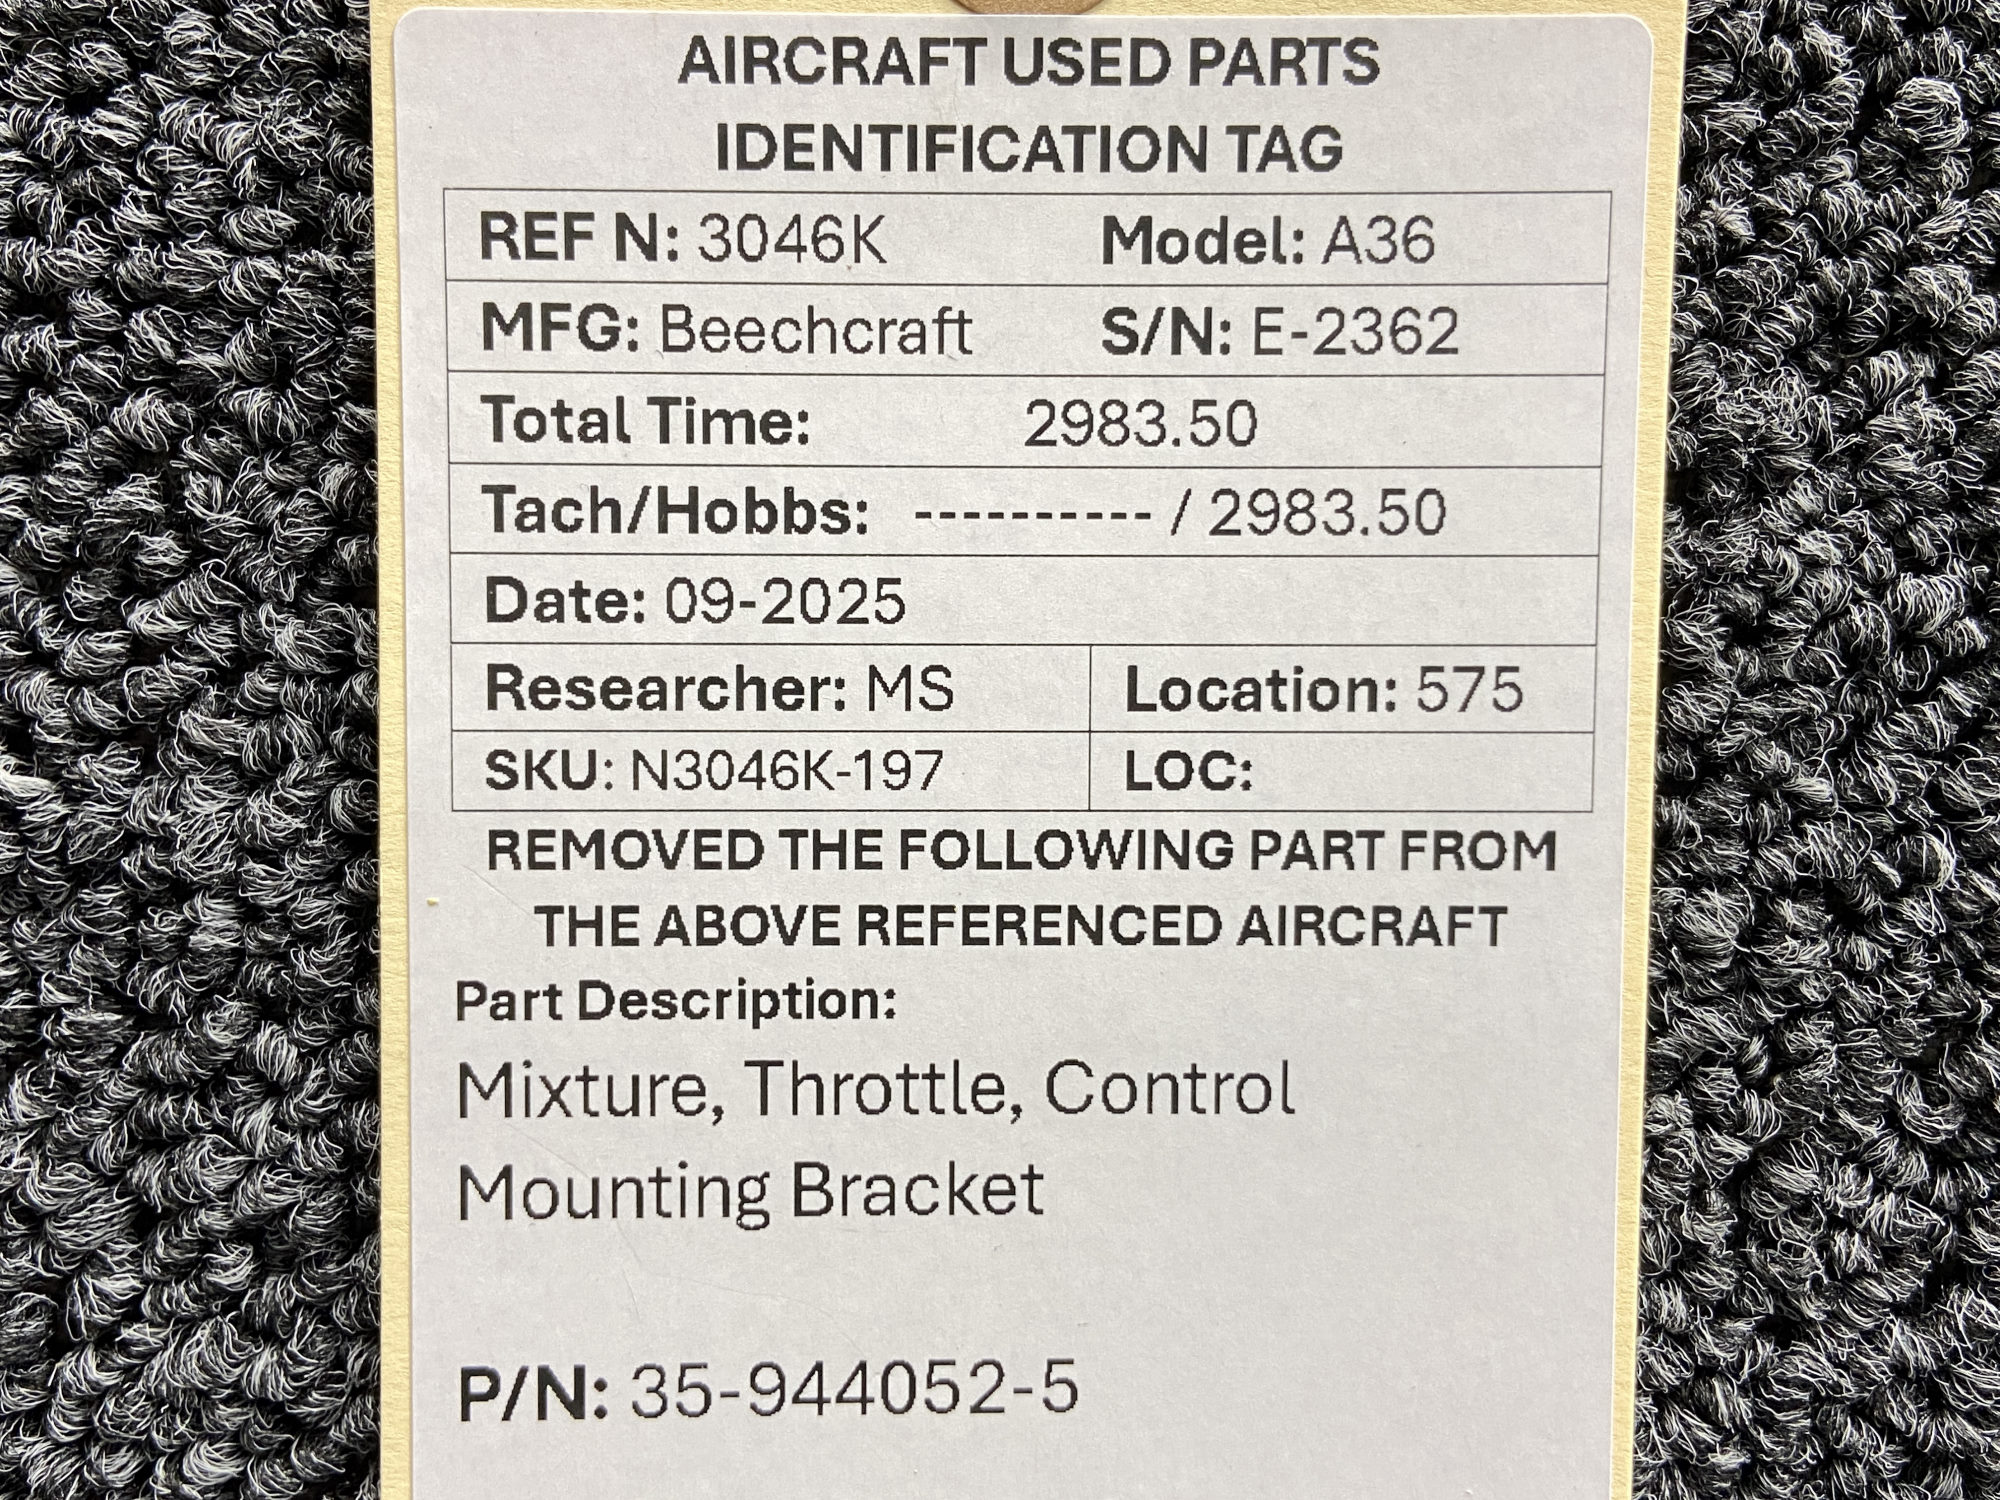 AIRCRAFT USED PARTS
IDENTIFICATION TAG
REF N: 3046K Model: A36
MFG: Beechcraft S/N: E-2362
Total Time: 2983.50
Tach/Hobbs: ---------- / 2983.50
Date: 09-2025
Researcher: MS Location: 575
SKU: N3046K-197 LOC:
REMOVED THE FOLLOWING PART FROM
THE ABOVE REFERENCED AIRCRAFT
Part Description:
Mixture, Throttle, Control
Mounting Bracket
P/N: 35-944052-5